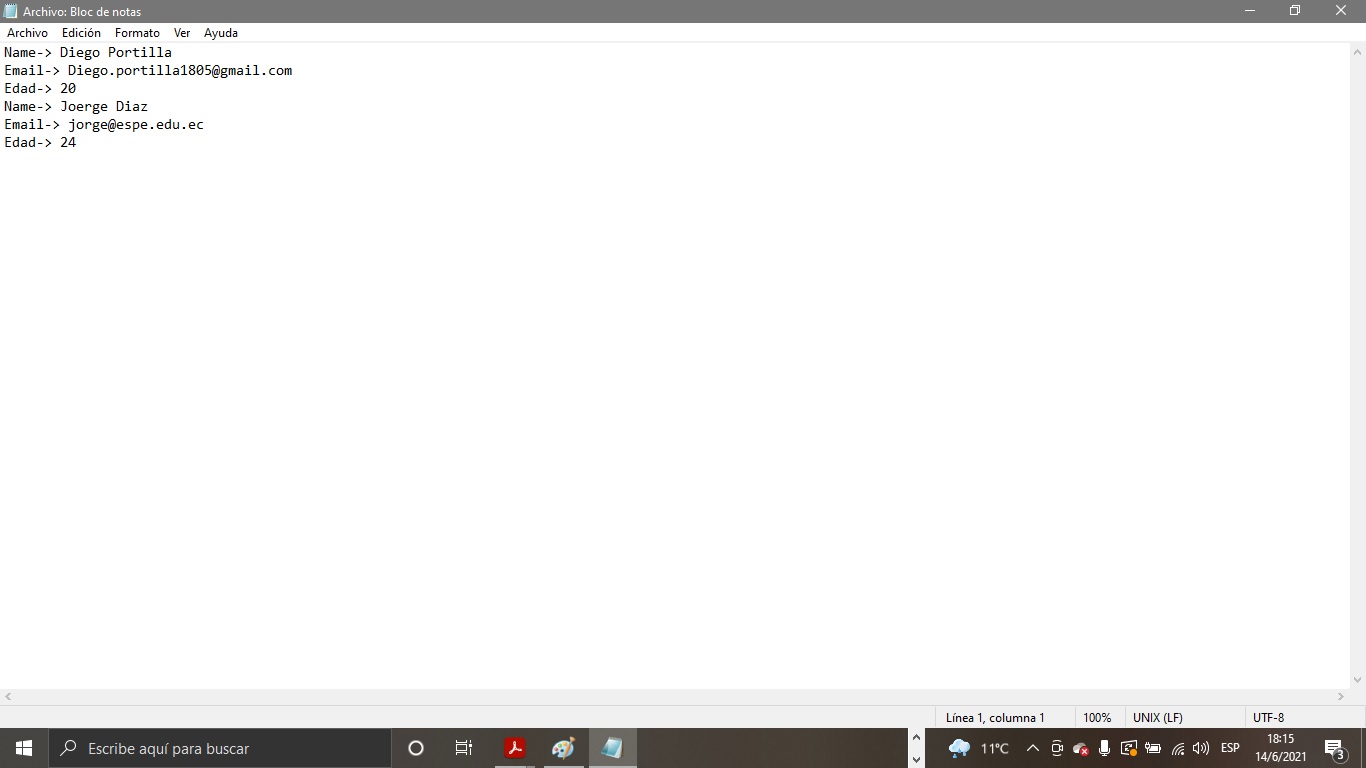 Archivo: Bloc de notas
Archivo Edición Formato Ver Ayuda
Name-> Diego Portilla
Email-> Diego.portilla1805@gmail.com
Edad-> 20
Name-> Joerge Diaz
Email-> jorge@espe.edu.ec
Edad-> 24
Línea 1, columna 1 100% UNIX (LF) UTF-8
Escribe aquí para buscar 11°C ESP 18:15
14/6/2021 3